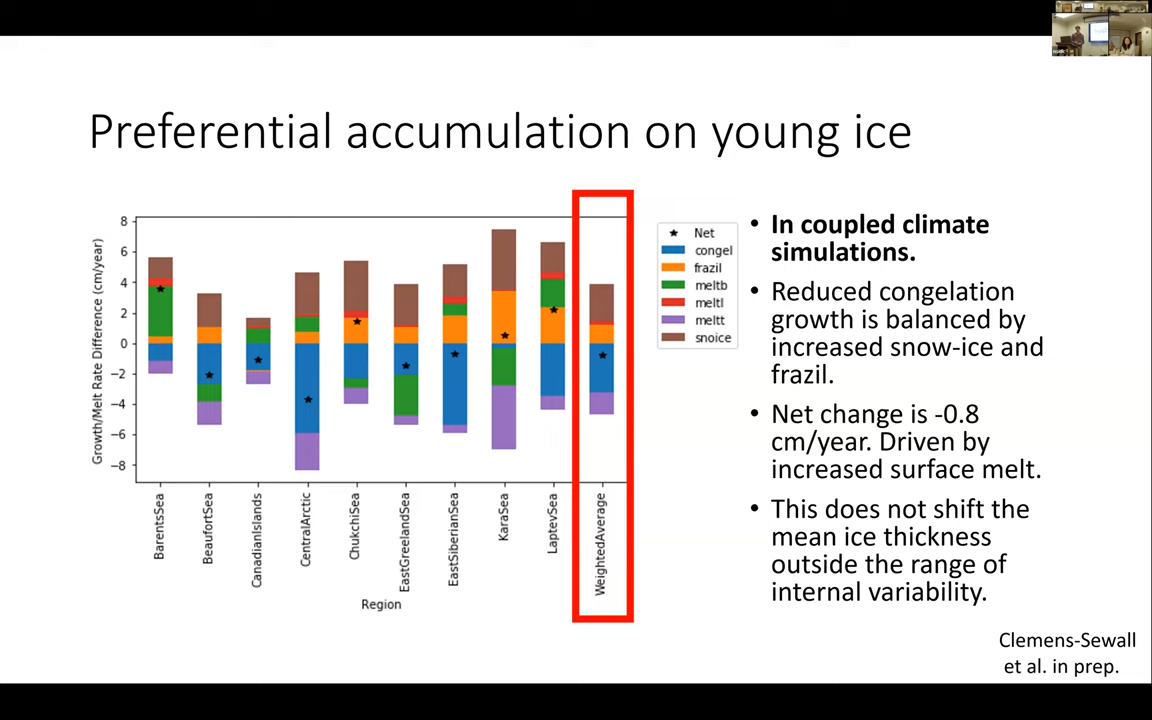 Preferential accumulation on young ice
Growth/Melt Rate Difference (cm/year)
8
6
4
2
0
−2
−4
−6
−8
BarentsSea
BeaufortSea
CanadianIslands
CentralArctic
ChukchiSea
EastGreelandSea
EastSiberianSea
KaraSea
LaptevSea
WeightedAverage
Region
Net
congel
frazil
meltb
meltl
meltt
snoice
• In coupled climate
simulations.
• Reduced congelation
growth is balanced by
increased snow-ice and
frazil.
• Net change is -0.8
cm/year. Driven by
increased surface melt.
• This does not shift the
mean ice thickness
outside the range of
internal variability.
Clemens-Sewall
et al. in prep.